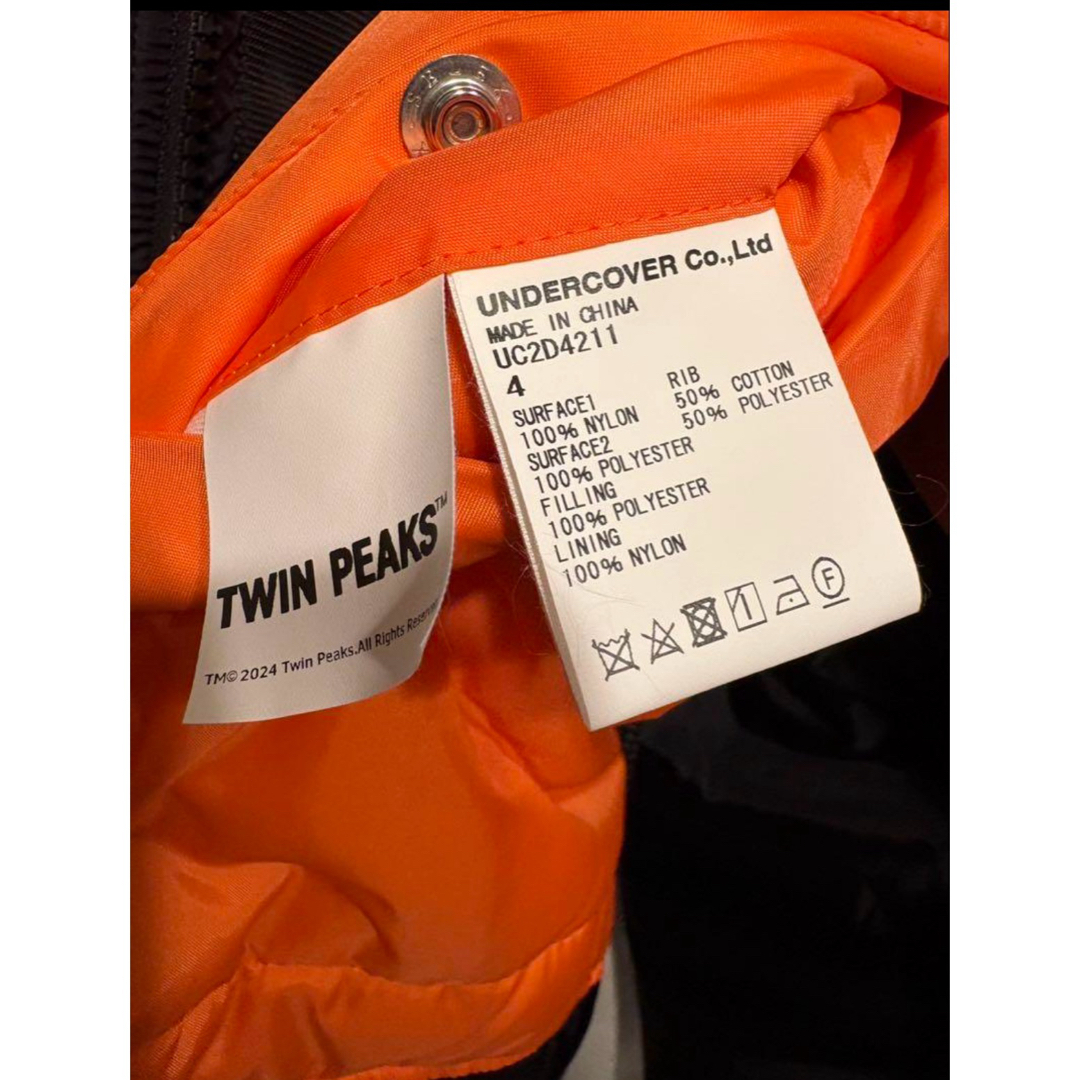 TWIN PEAKS™
TM© 2024 Twin Peaks.All Rights Reserved
UNDERCOVER Co.,Ltd
MADE IN CHINA
UC2D4211
4
SURFACE1
100% NYLON
SURFACE2
100% POLYESTER
FILLING
100% POLYESTER
LINING
100% NYLON
RIB
50% COTTON
50% POLYESTER
F